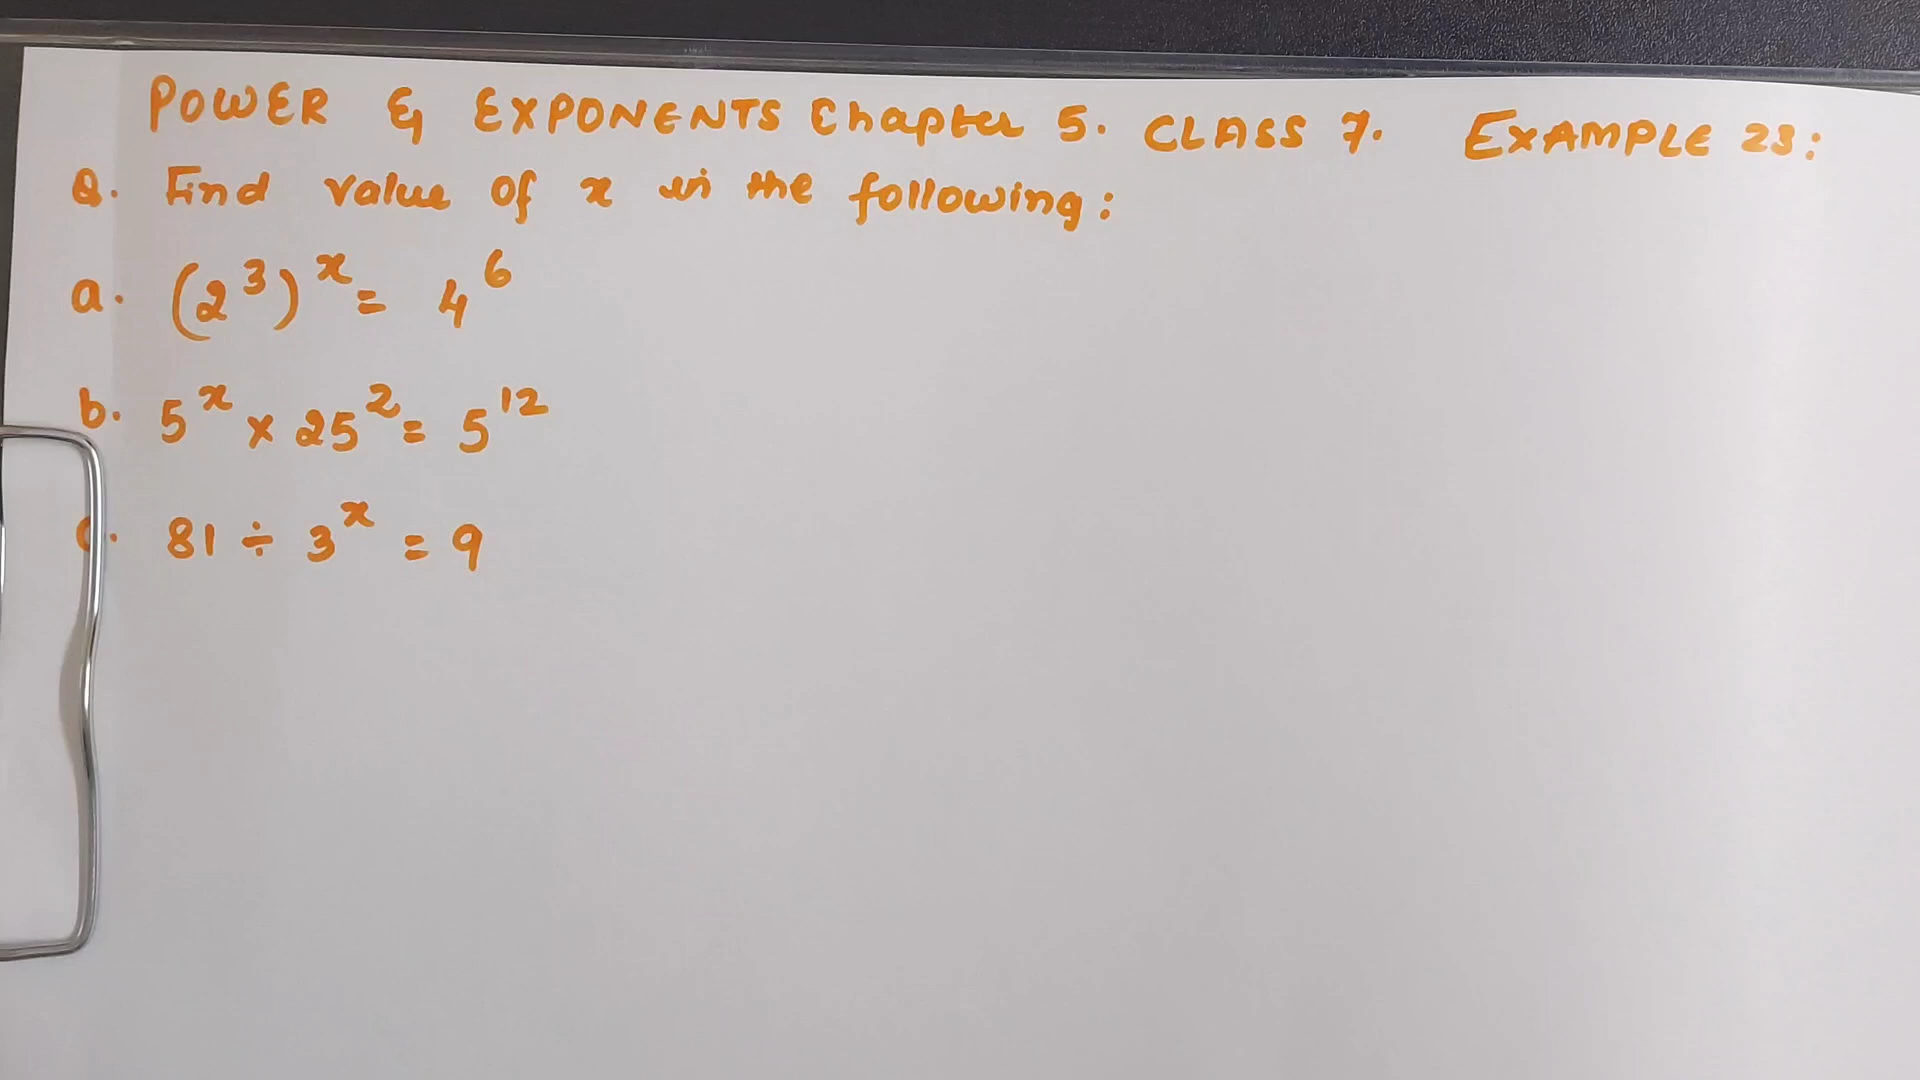 POWER & EXPONENTS Chapter 5. CLASS 7. EXAMPLE 23:
Q. Find value of x in the following:
a. (2³)ˣ = 4⁶
b. 5ˣ × 25² = 5¹²
c. 81 ÷ 3ˣ = 9